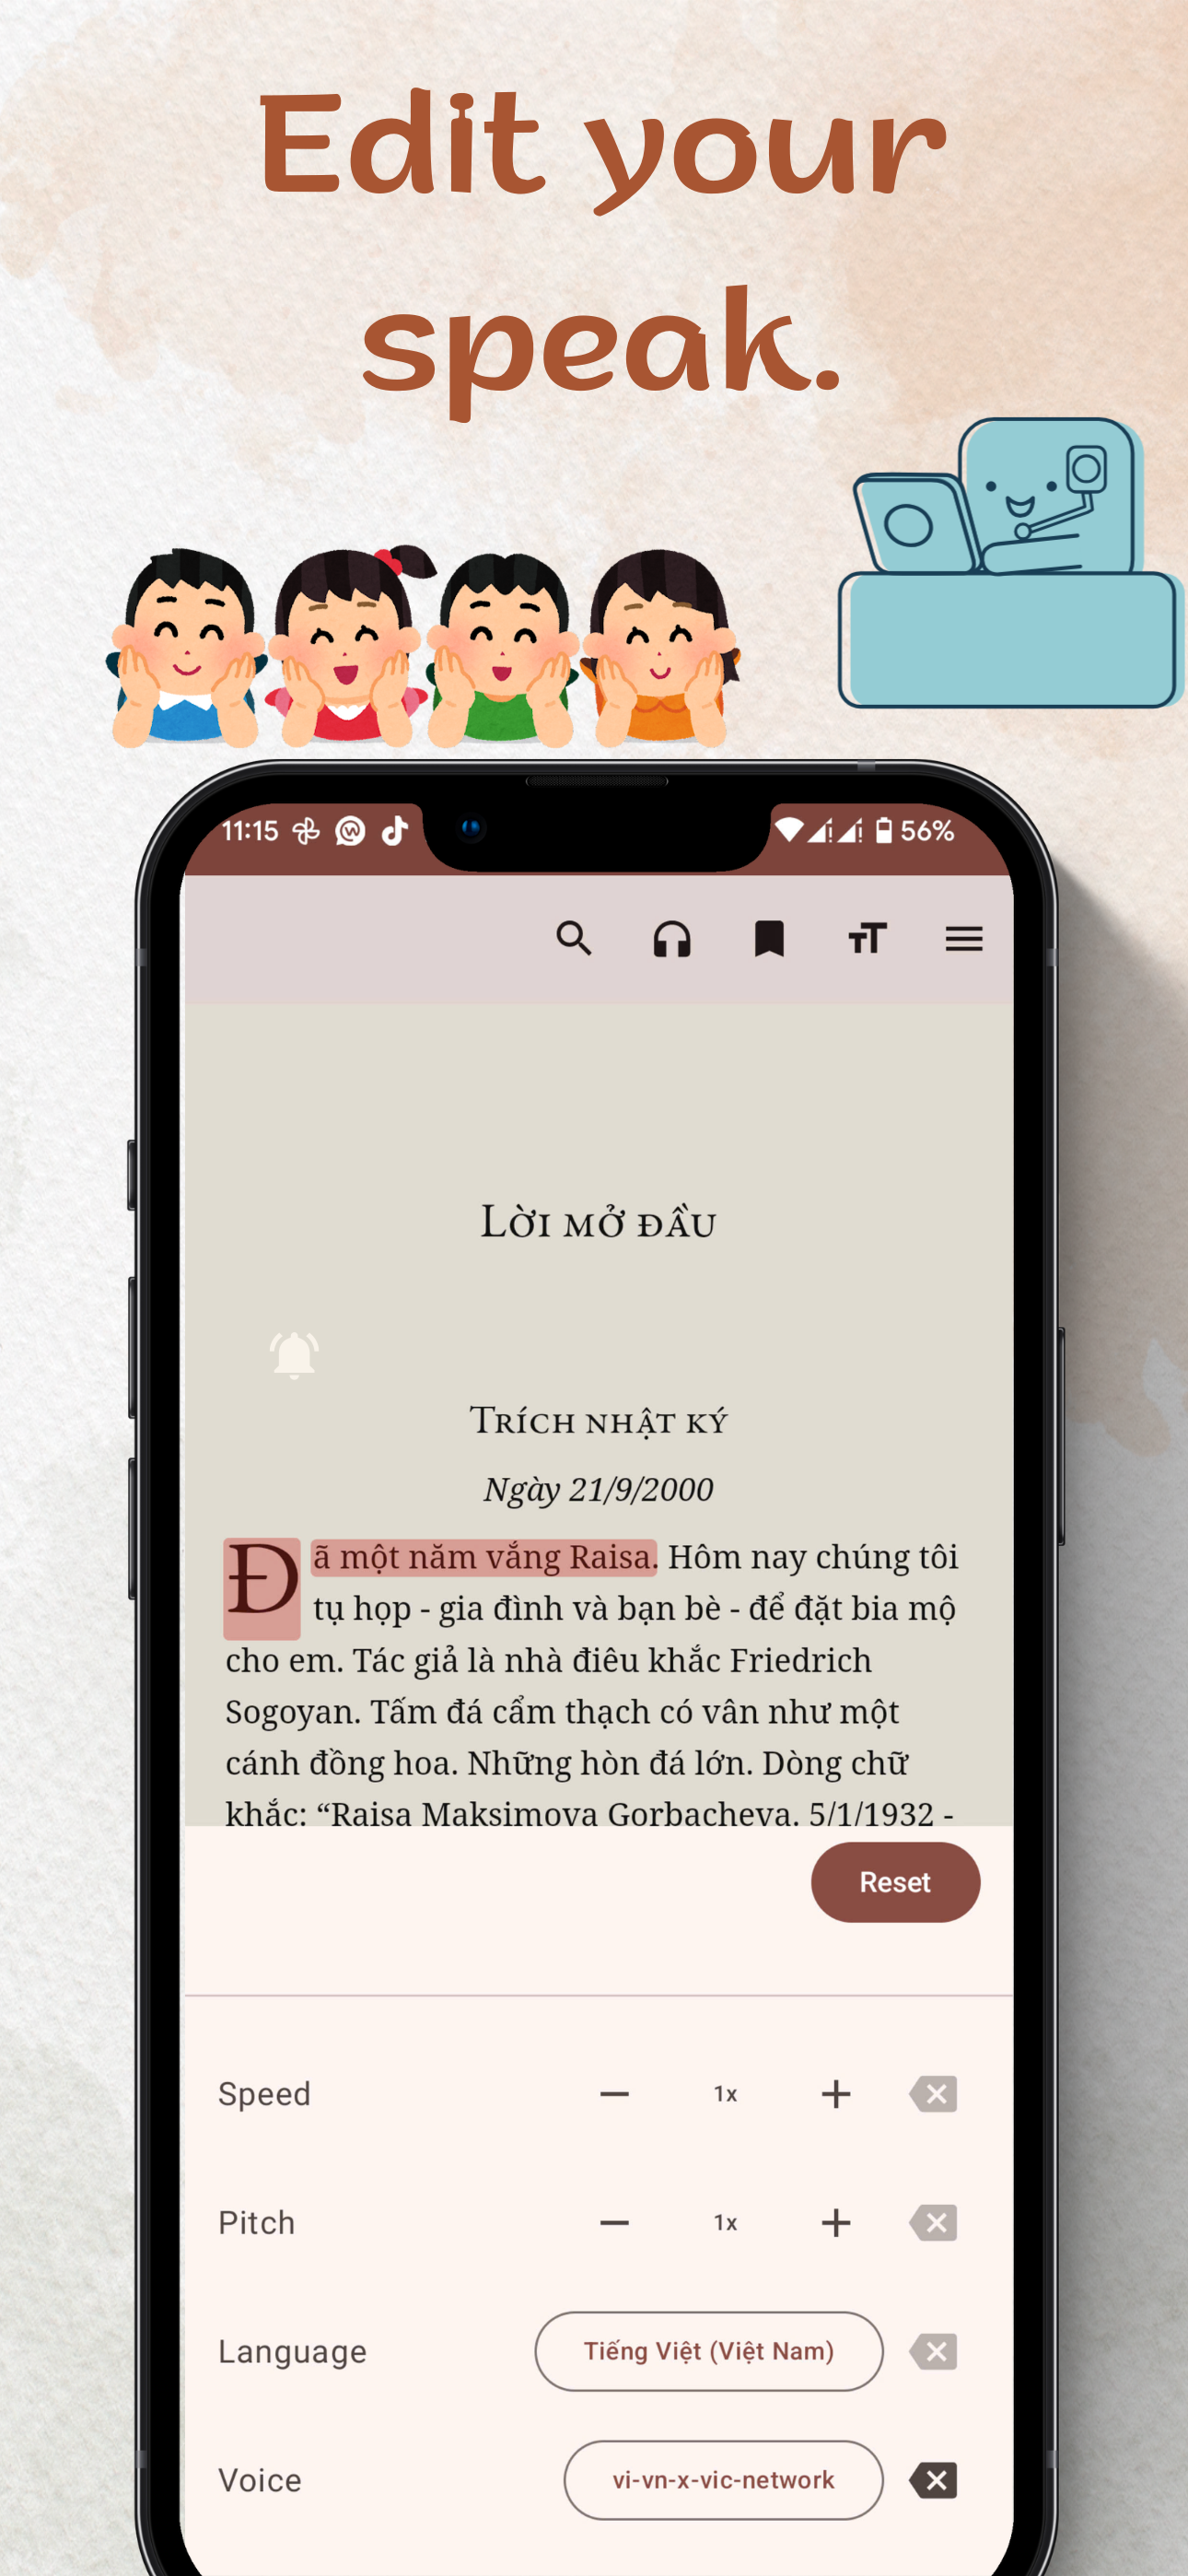 Edit your
speak.
11:15
56%
Lời mở đầu
Trích nhật ký
Ngày 21/9/2000
Đã một năm vắng Raisa. Hôm nay chúng tôi
tụ họp - gia đình và bạn bè - để đặt bia mộ
cho em. Tác giả là nhà điêu khắc Friedrich
Sogoyan. Tấm đá cẩm thạch có vân như một
cánh đồng hoa. Những hòn đá lớn. Dòng chữ
khắc: “Raisa Maksimova Gorbacheva. 5/1/1932 -
Reset
Speed
1x
Pitch
1x
Language
Tiếng Việt (Việt Nam)
Voice
vi-vn-x-vic-network